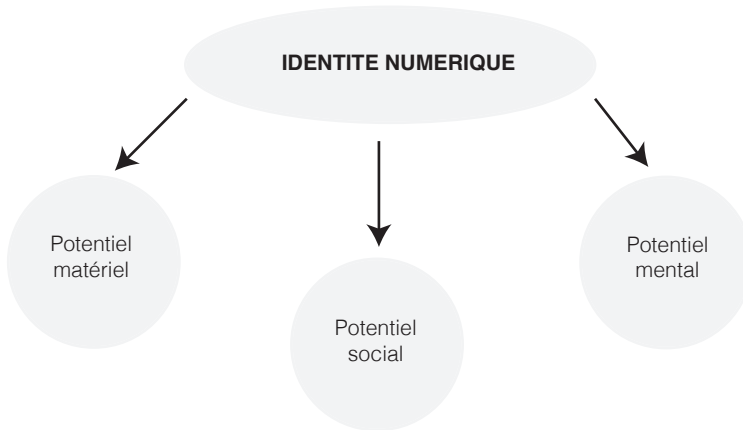 IDENTITE NUMERIQUE
Potentiel
matériel
Potentiel
social
Potentiel
mental